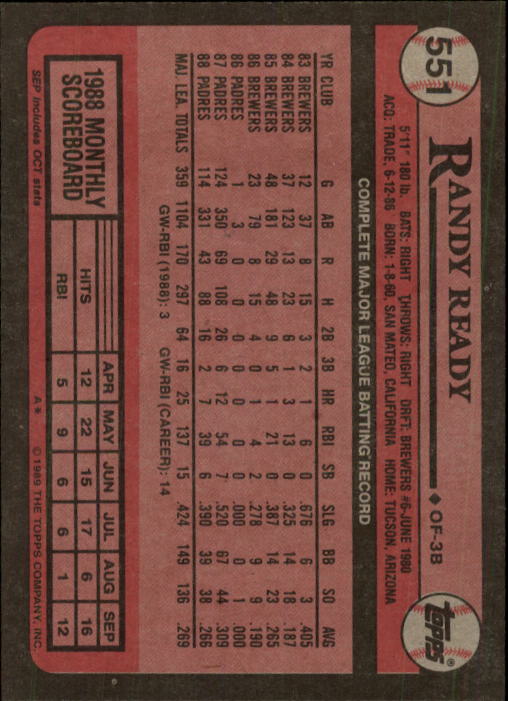 551
RANDY READY ♦ OF-3B
topps®
5'11" 180 lb. BATS: RIGHT THROWS: RIGHT DRFT: BREWERS #6-JUNE 1980
ACQ: TRADE, 6-12-86 BORN: 1-8-60, SAN MATEO, CALIFORNIA HOME: TUCSON, ARIZONA
COMPLETE MAJOR LEAGUE BATTING RECORD
YR CLUB G AB R H 2B 3B HR RBI SB SLG BB SO AVG
83 BREWERS 12 37 8 15 3 2 1 6 0 .676 6 3 .405
84 BREWERS 37 123 13 23 6 1 3 13 0 .325 14 18 .187
85 BREWERS 48 181 29 48 9 5 1 21 0 .387 14 23 .265
86 BREWERS 23 79 8 15 4 0 1 4 2 .278 9 9 .190
86 PADRES 1 3 0 0 0 0 0 0 0 .000 0 1 .000
87 PADRES 124 350 69 108 26 6 12 54 7 .520 67 44 .309
88 PADRES 114 331 43 88 16 2 7 39 6 .390 39 38 .266
MAJ. LEA. TOTALS 359 1104 170 297 64 16 25 137 15 .424 149 136 .269
GW-RBI (1988): 3 GW-RBI (CAREER): 14
1988 MONTHLY
SCOREBOARD
APR MAY JUN JUL AUG SEP
HITS 12 22 15 17 6 16
RBI 5 9 6 6 1 12
SEP includes OCT stats
A* © 1989 THE TOPPS COMPANY, INC.